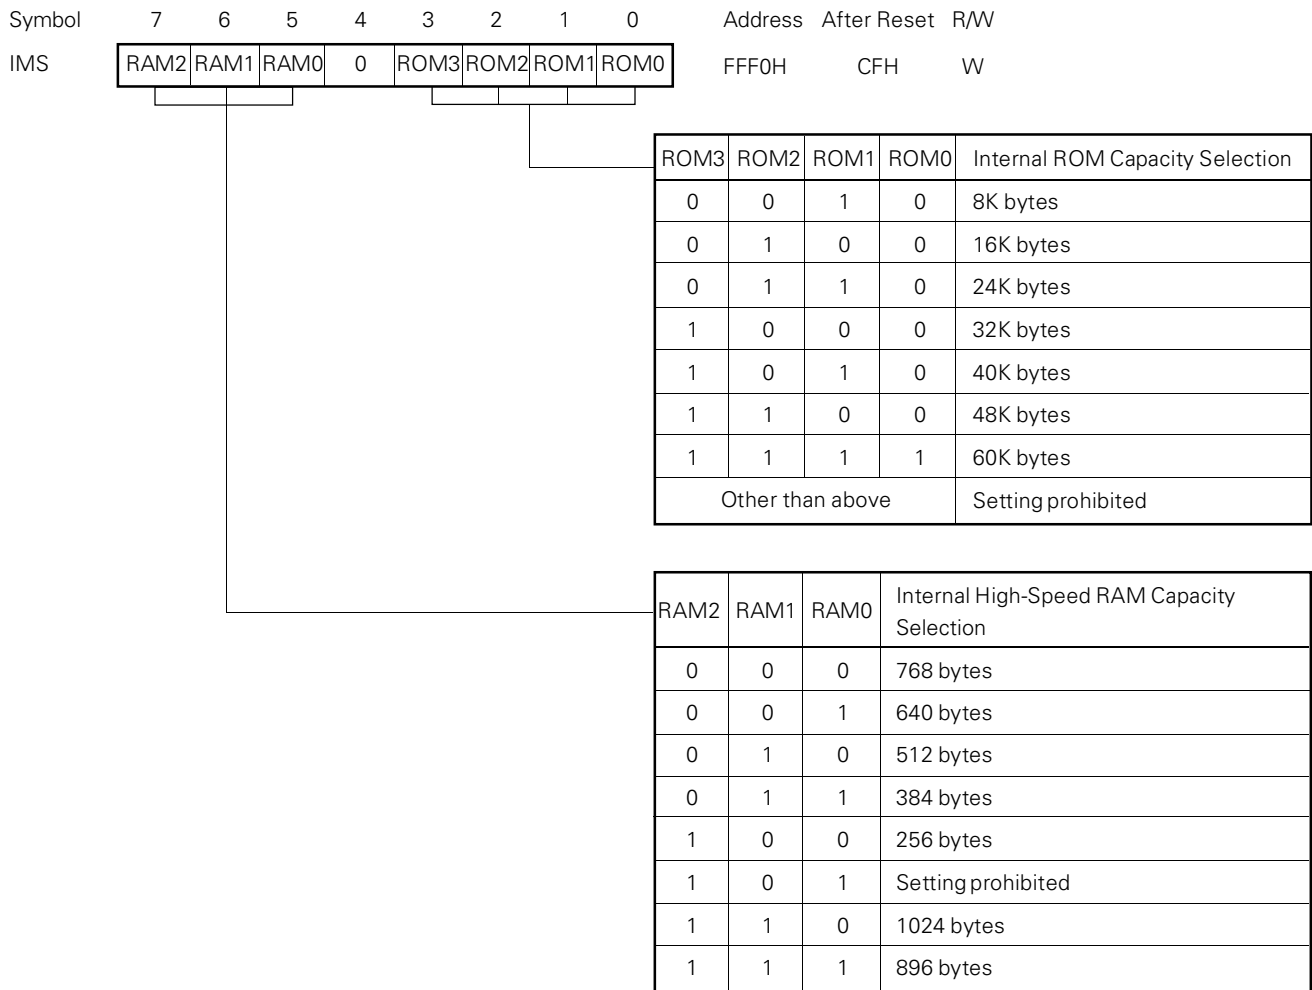 Symbol 7 6 5 4 3 2 1 0 Address After Reset R/W
IMS RAM2 RAM1 RAM0 0 ROM3 ROM2 ROM1 ROM0 FFF0H CFH W
ROM3 ROM2 ROM1 ROM0 Internal ROM Capacity Selection
0 0 1 0 8K bytes
0 1 0 0 16K bytes
0 1 1 0 24K bytes
1 0 0 0 32K bytes
1 0 1 0 40K bytes
1 1 0 0 48K bytes
1 1 1 1 60K bytes
Other than above Setting prohibited
RAM2 RAM1 RAM0 Internal High-Speed RAM Capacity
Selection
0 0 0 768 bytes
0 0 1 640 bytes
0 1 0 512 bytes
0 1 1 384 bytes
1 0 0 256 bytes
1 0 1 Setting prohibited
1 1 0 1024 bytes
1 1 1 896 bytes